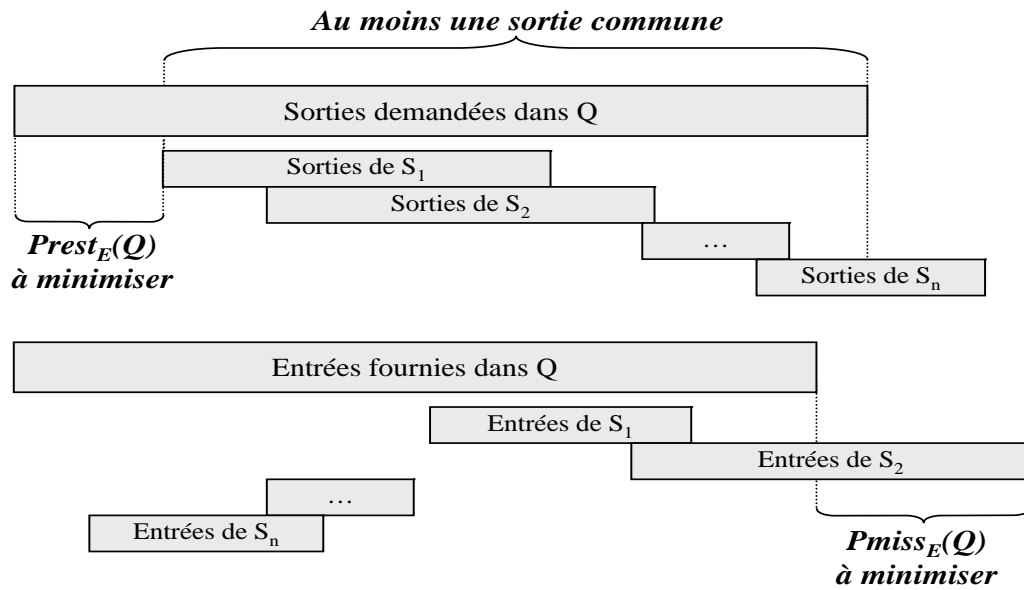 Au moins une sortie commune
Sorties demandées dans Q
Sorties de S₁
Sorties de S₂
…
Sorties de Sₙ
Prest_E(Q)
à minimiser
Entrées fournies dans Q
Entrées de S₁
Entrées de S₂
…
Entrées de Sₙ
Pmiss_E(Q)
à minimiser